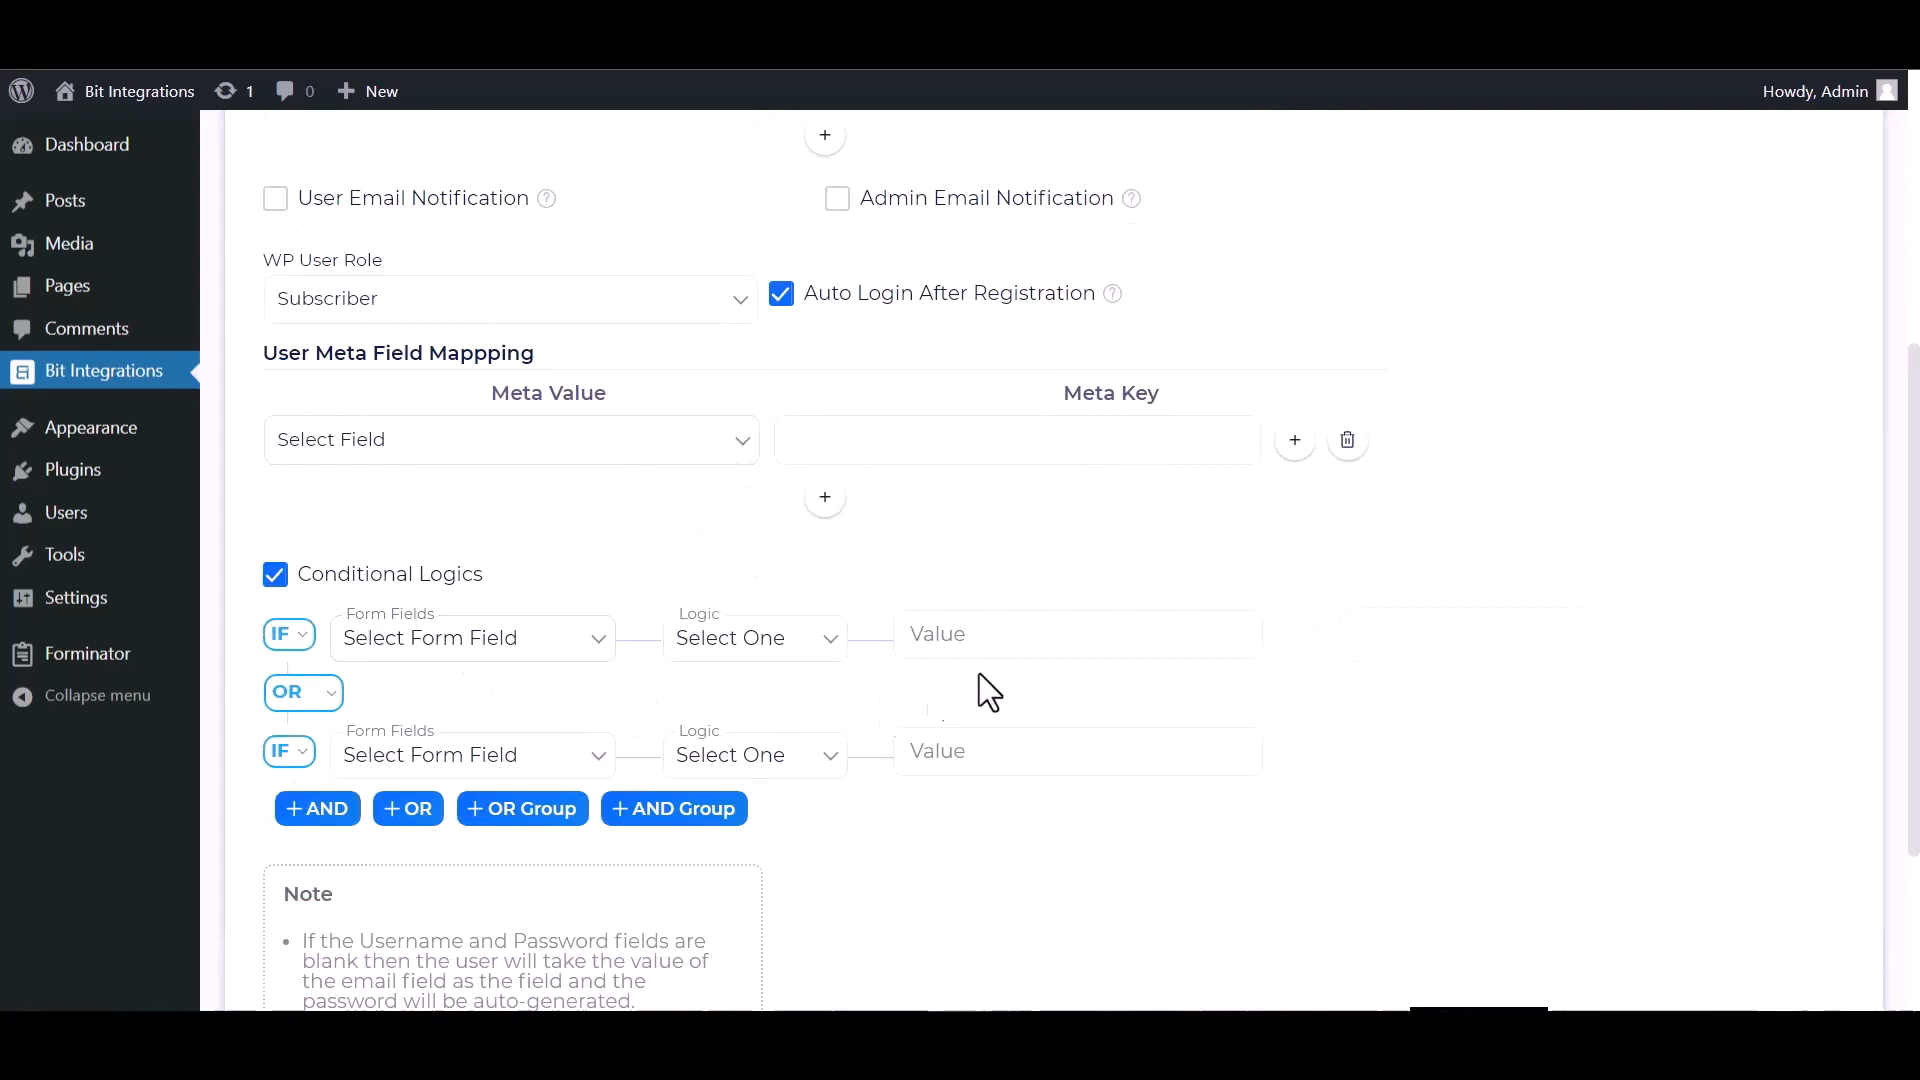 Bit Integrations 1 0 + New Howdy, Admin
Dashboard
Posts
Media
Pages
Comments
Bit Integrations
Appearance
Plugins
Users
Tools
Settings
Forminator
Collapse menu
+
User Email Notification ? Admin Email Notification ?
WP User Role
Subscriber
Auto Login After Registration ?
User Meta Field Mappping
Meta Value Meta Key
Select Field + 
+
Conditional Logics
Form Fields Logic
IF Select Form Field Select One Value
OR
Form Fields Logic
IF Select Form Field Select One Value
+ AND + OR + OR Group + AND Group
Note
• If the Username and Password fields are
blank then the user will take the value of
the email field as the field and the
password will be auto-generated.